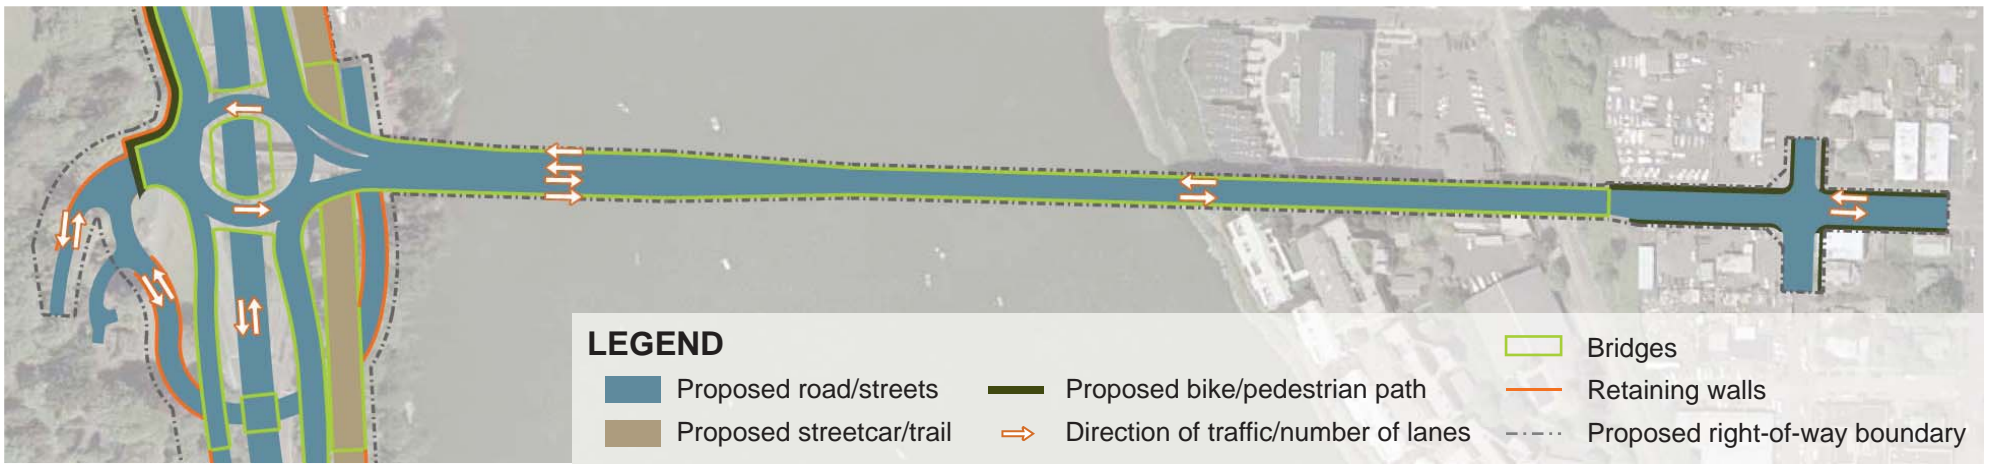 LEGEND
Proposed road/streets
Proposed streetcar/trail
Proposed bike/pedestrian path
Direction of traffic/number of lanes
Bridges
Retaining walls
Proposed right-of-way boundary